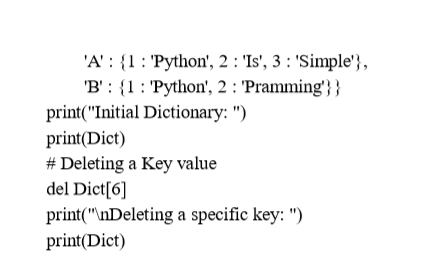 'A' : {1 : 'Python', 2 : 'Is', 3 : 'Simple'},
'B' : {1 : 'Python', 2 : 'Pramming'}}
print("Initial Dictionary: ")
print(Dict)
# Deleting a Key value
del Dict[6]
print("\nDeleting a specific key: ")
print(Dict)